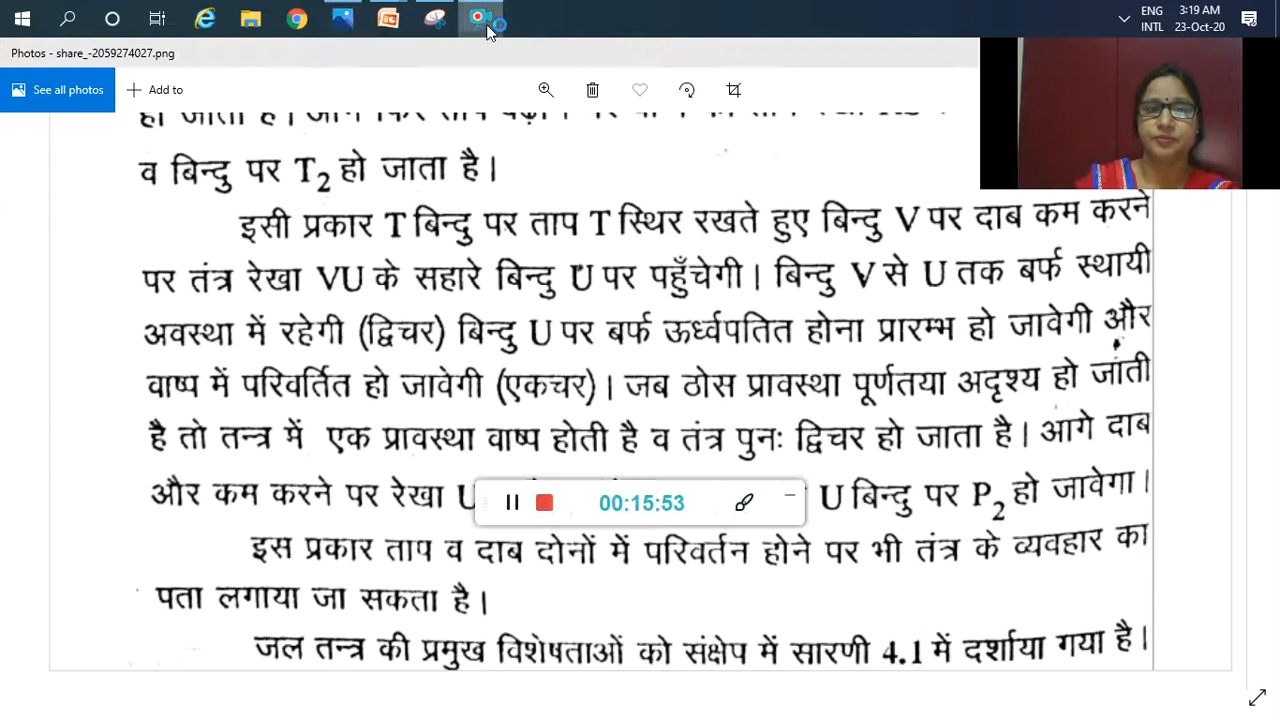 ENG
INTL
3:19 AM
23-Oct-20
Photos - share_-2059274027.png
See all photos
Add to
व बिन्दु पर T2 हो जाता है।
इसी प्रकार T बिन्दु पर ताप T स्थिर रखते हुए बिन्दु V पर दाब कम करने
पर तंत्र रेखा VU के सहारे बिन्दु U पर पहुँचेगी। बिन्दु V से U तक बर्फ स्थायी
अवस्था में रहेगी (द्विचर) बिन्दु U पर बर्फ ऊर्ध्वपतित होना प्रारम्भ हो जावेगी और
वाष्प में परिवर्तित हो जावेगी (एकचर)। जब ठोस प्रावस्था पूर्णतया अदृश्य हो जाती
है तो तन्त्र में एक प्रावस्था वाष्प होती है व तंत्र पुनः द्विचर हो जाता है। आगे दाब
और कम करने पर रेखा U U बिन्दु पर P2 हो जावेगा।
00:15:53
इस प्रकार ताप व दाब दोनों में परिवर्तन होने पर भी तंत्र के व्यवहार का
पता लगाया जा सकता है।
जल तन्त्र की प्रमुख विशेषताओं को संक्षेप में सारणी 4.1 में दर्शाया गया है।